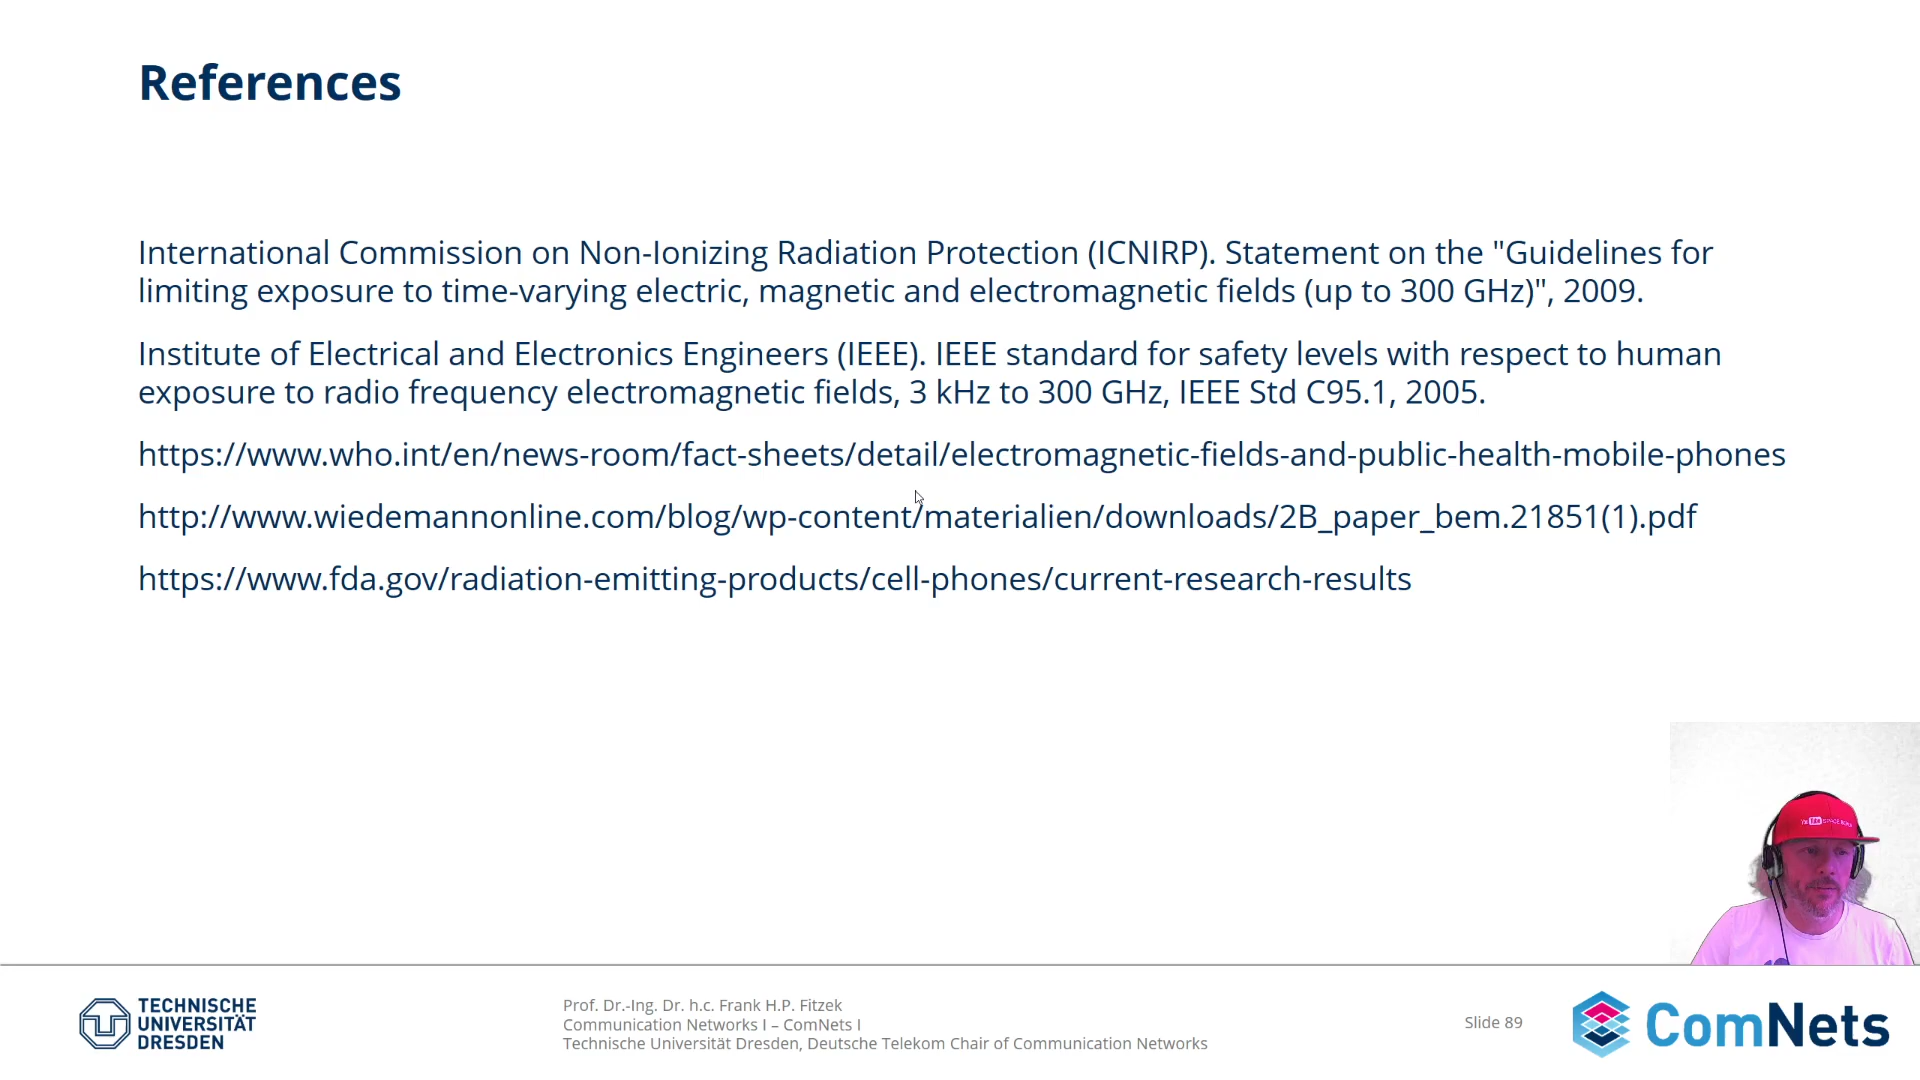 References
International Commission on Non-Ionizing Radiation Protection (ICNIRP). Statement on the "Guidelines for
limiting exposure to time-varying electric, magnetic and electromagnetic fields (up to 300 GHz)", 2009.
Institute of Electrical and Electronics Engineers (IEEE). IEEE standard for safety levels with respect to human
exposure to radio frequency electromagnetic fields, 3 kHz to 300 GHz, IEEE Std C95.1, 2005.
https://www.who.int/en/news-room/fact-sheets/detail/electromagnetic-fields-and-public-health-mobile-phones
http://www.wiedemannonline.com/blog/wp-content/materialien/downloads/2B_paper_bem.21851(1).pdf
https://www.fda.gov/radiation-emitting-products/cell-phones/current-research-results
TECHNISCHE
UNIVERSITÄT
DRESDEN
Prof. Dr.-Ing. Dr. h.c. Frank H.P. Fitzek
Communication Networks I – ComNets I
Technische Universität Dresden, Deutsche Telekom Chair of Communication Networks
Slide 89
ComNets